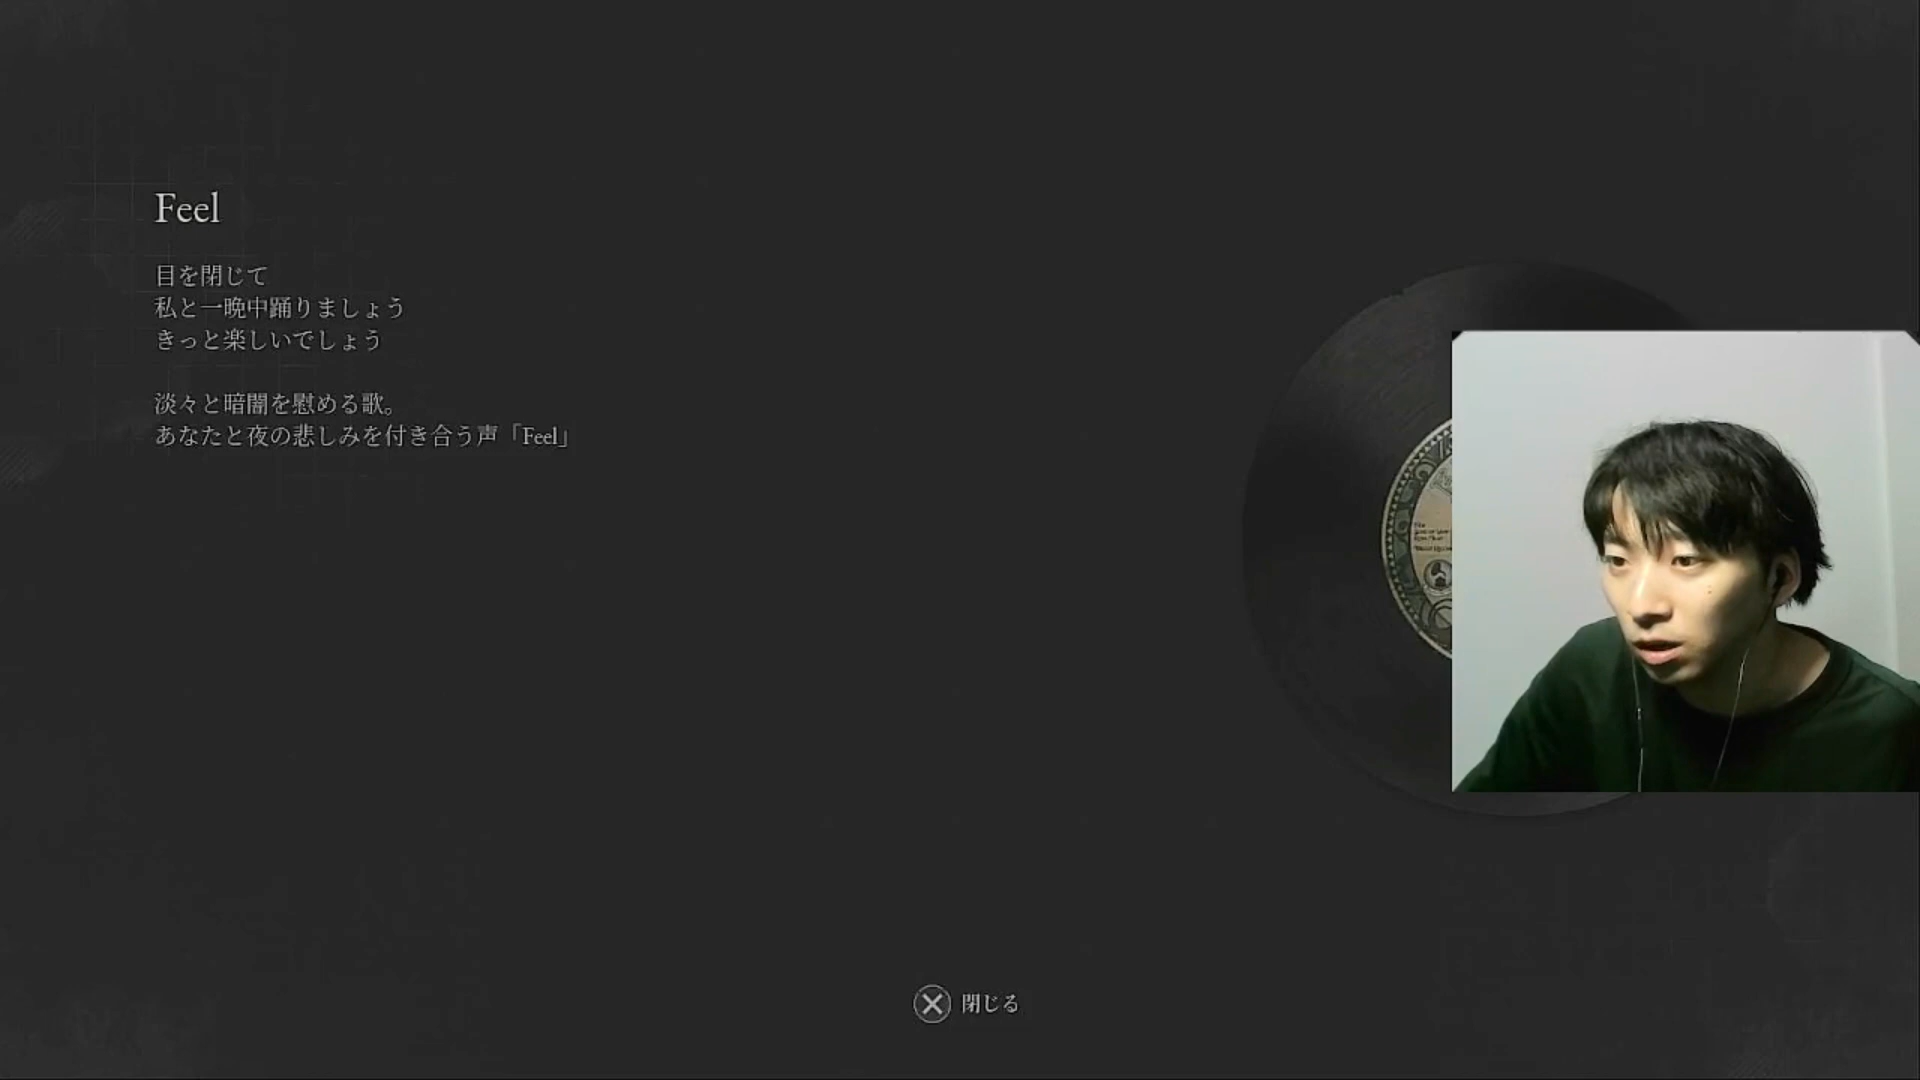 Feel
目を閉じて
私と一晩中踊りましょう
きっと楽しいでしょう
淡々と暗闇を慰める歌。
あなたと夜の悲しみを付き合う声「Feel」
閉じる